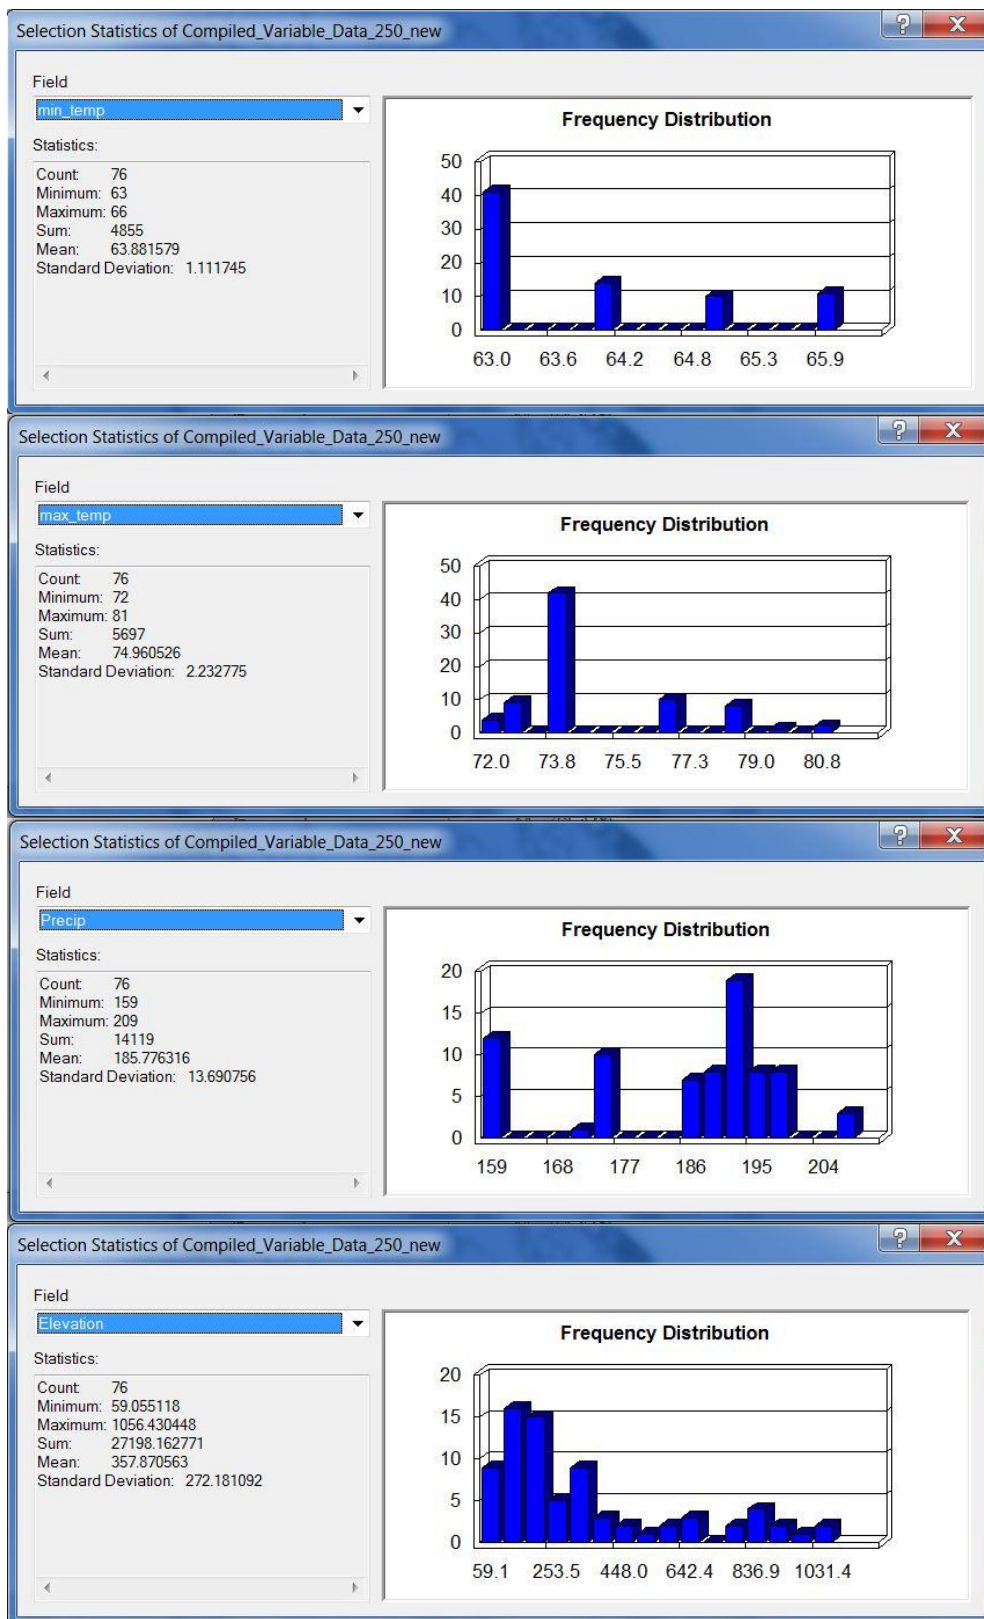 Selection Statistics of Compiled_Variable_Data_250_new
Field
min_temp
Statistics:
Count: 76
Minimum: 63
Maximum: 66
Sum: 4855
Mean: 63.881579
Standard Deviation: 1.111745
Frequency Distribution
50
40
30
20
10
0
63.0 63.6 64.2 64.8 65.3 65.9
Selection Statistics of Compiled_Variable_Data_250_new
Field
max_temp
Statistics:
Count: 76
Minimum: 72
Maximum: 81
Sum: 5697
Mean: 74.960526
Standard Deviation: 2.232775
Frequency Distribution
50
40
30
20
10
0
72.0 73.8 75.5 77.3 79.0 80.8
Selection Statistics of Compiled_Variable_Data_250_new
Field
Precip
Statistics:
Count: 76
Minimum: 159
Maximum: 209
Sum: 14119
Mean: 185.776316
Standard Deviation: 13.690756
Frequency Distribution
20
15
10
5
0
159 168 177 186 195 204
Selection Statistics of Compiled_Variable_Data_250_new
Field
Elevation
Statistics:
Count: 76
Minimum: 59.055118
Maximum: 1056.430448
Sum: 27198.162771
Mean: 357.870563
Standard Deviation: 272.181092
Frequency Distribution
20
15
10
5
0
59.1 253.5 448.0 642.4 836.9 1031.4